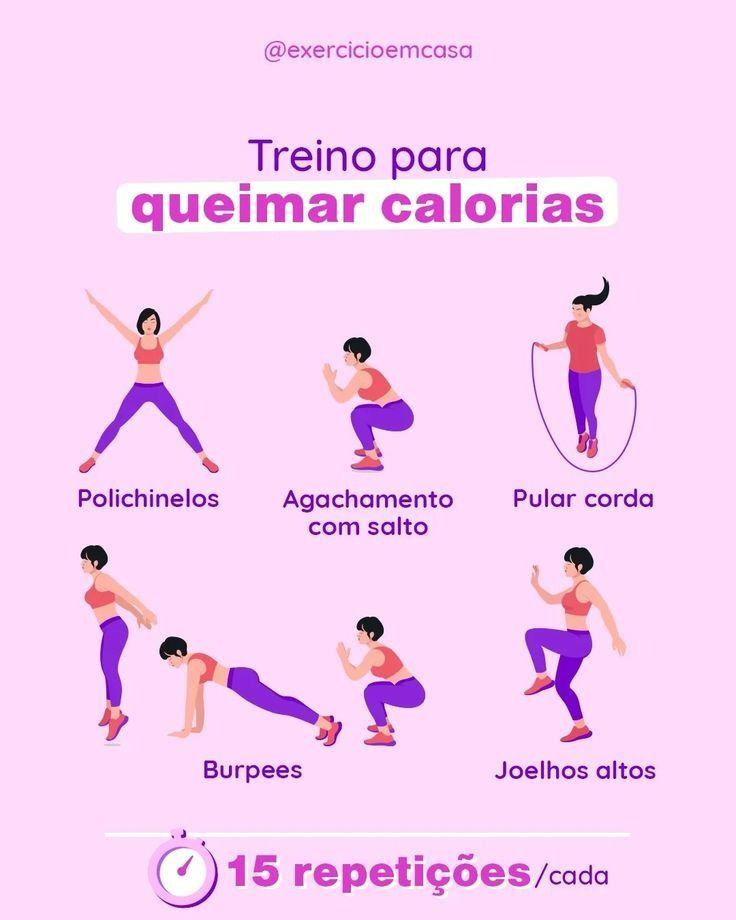 @exercicioemcasa
Treino para
queimar calorias
Polichinelos
Agachamento
com salto
Pular corda
Burpees
Joelhos altos
15 repetições/cada